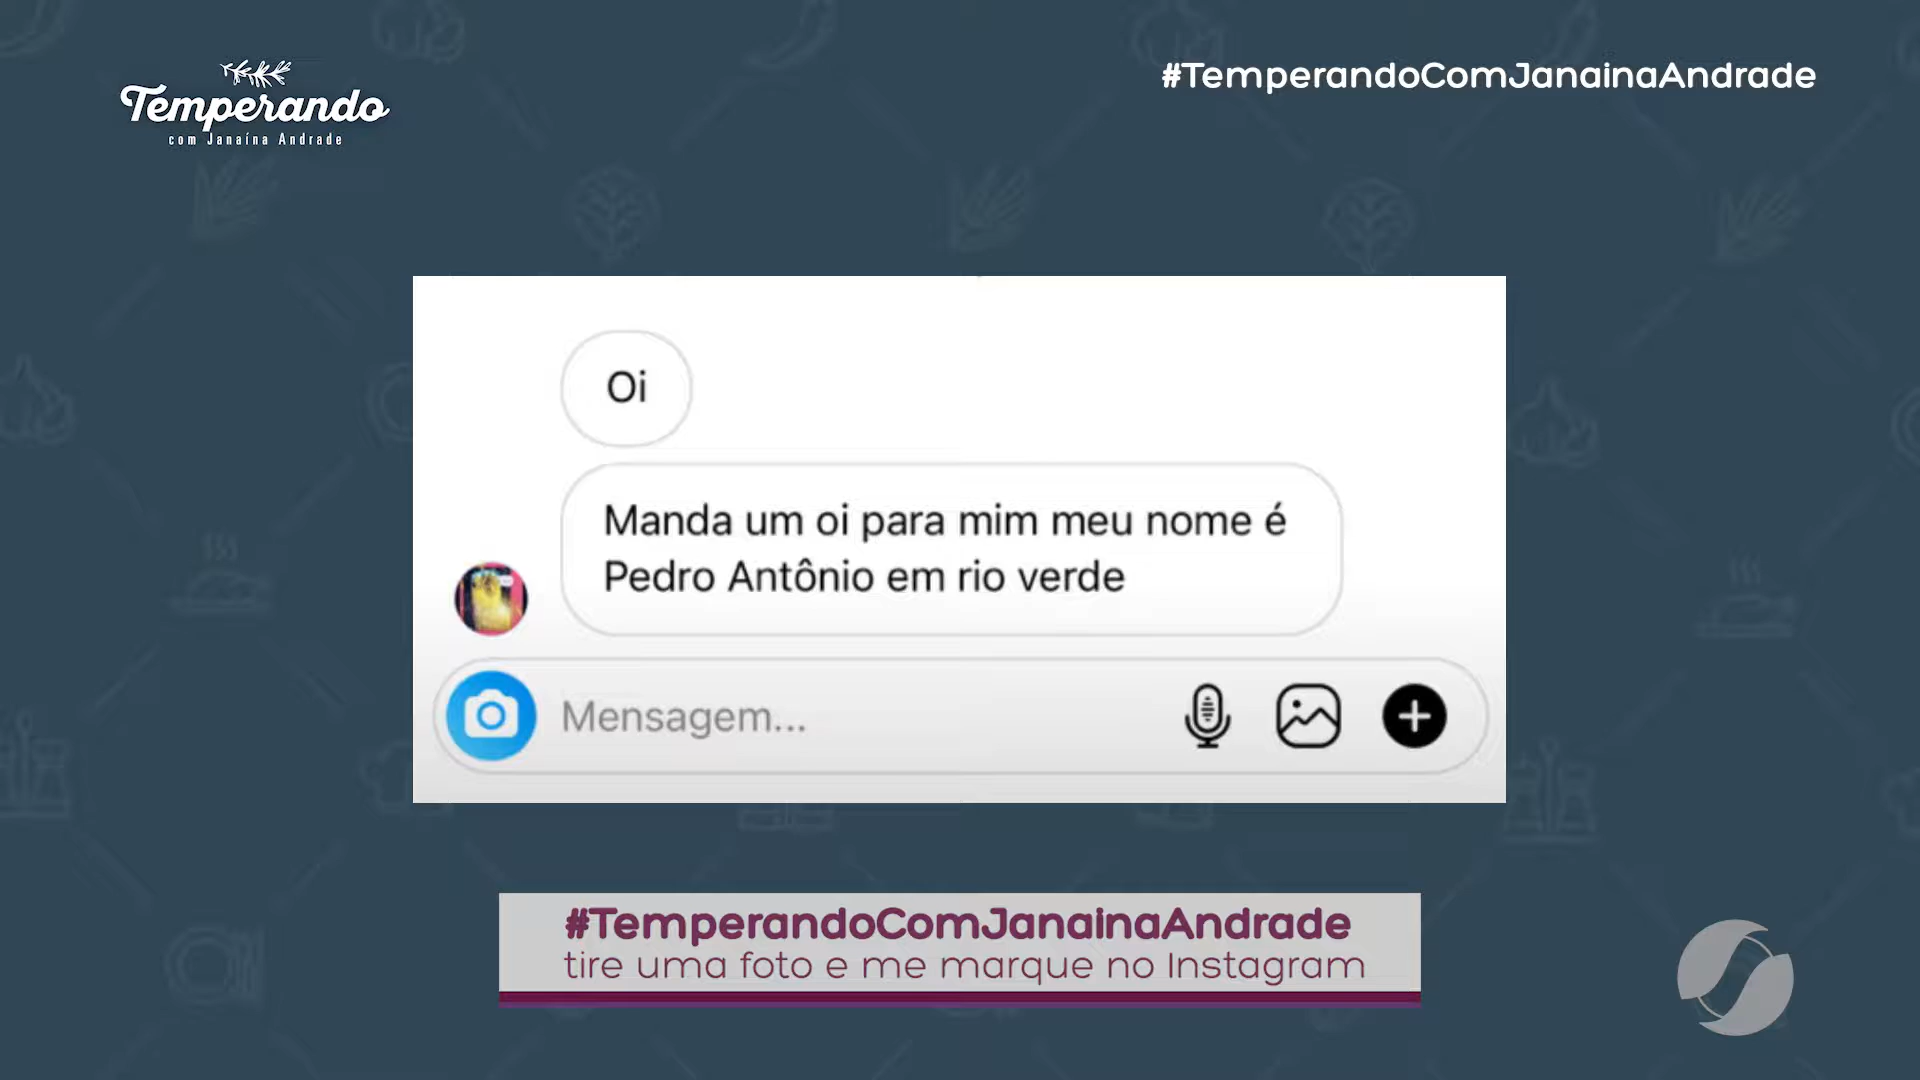 Temperando
com Janaína Andrade
#TemperandoComJanainaAndrade
Oi
Manda um oi para mim meu nome é
Pedro Antônio em rio verde
Mensagem...
#TemperandoComJanainaAndrade
tire uma foto e me marque no Instagram